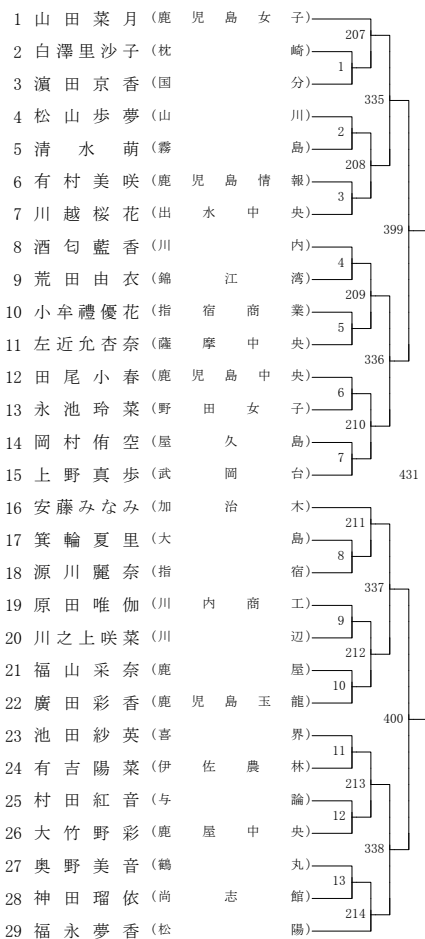 1 山田菜月 (鹿児島女子)
207
2 白澤里沙子 (枕崎)
1
3 濵田京香 (国分)
335
4 松山歩夢 (山川)
2
5 清水萌 (霧島)
208
6 有村美咲 (鹿児島情報)
3
7 川越桜花 (出水中央)
399
8 酒匂藍香 (川内)
4
9 荒田由衣 (錦江湾)
209
10 小牟禮優花 (指宿商業)
5
11 左近允杏奈 (薩摩中央)
336
12 田尾小春 (鹿児島中央)
6
13 永池玲菜 (野田女子)
210
14 岡村侑空 (屋久島)
7
15 上野真歩 (武岡台)
431
16 安藤みなみ (加治木)
211
17 箕輪夏里 (大島)
8
18 源川麗奈 (指宿)
337
19 原田唯伽 (川内商工)
9
20 川之上咲菜 (川辺)
212
21 福山采奈 (鹿屋)
10
22 廣田彩香 (鹿児島玉龍)
400
23 池田紗英 (喜界)
11
24 有吉陽菜 (伊佐農林)
213
25 村田紅音 (与論)
12
26 大竹野彩 (鹿屋中央)
338
27 奥野美音 (鶴丸)
13
28 神田瑠依 (尚志館)
214
29 福永夢香 (松陽)